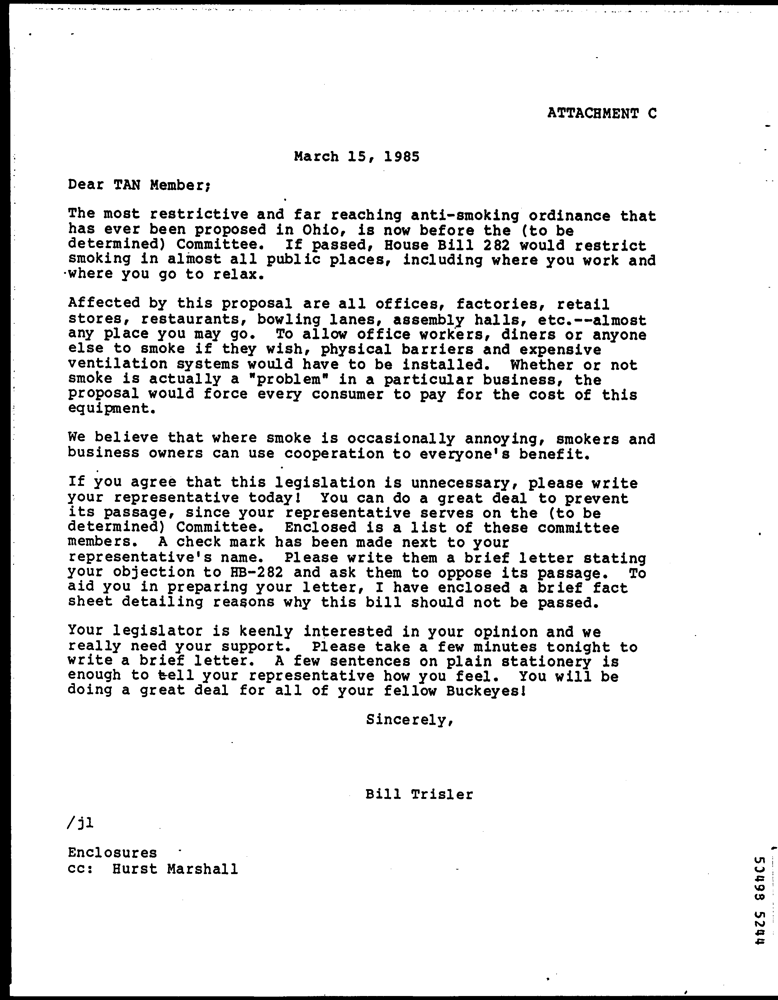 ATTACHMENT C
March 15, 1985
Dear TAN Member;
The most restrictive and far reaching anti-smoking ordinance that
has ever been proposed in Ohio, is now before the (to be
determined) Committee.  If passed, House Bill 282 would restrict
smoking in almost all public places, including where you work and
where you go to relax.
Affected by this proposal are all offices, factories, retail
stores, restaurants, bowling lanes, assembly halls, etc.--almost
any place you may go.  To allow office workers, diners or anyone
else to smoke if they wish, physical barriers and expensive
ventilation systems would have to be installed.  Whether or not
smoke is actually a "problem" in a particular business, the
proposal would force every consumer to pay for the cost of this
equipment.
We believe that where smoke is occasionally annoying, smokers and
business owners can use cooperation to everyone's benefit.
If you agree that this legislation is unnecessary, please write
your representative today!  You can do a great deal to prevent
its passage, since your representative serves on the (to be
determined) Committee.  Enclosed is a list of these committee
members.  A check mark has been made next to your
representative's name.  Please write them a brief letter stating
your objection to HB-282 and ask them to oppose its passage.  To
aid you in preparing your letter, I have enclosed a brief fact
sheet detailing reasons why this bill should not be passed.
Your legislator is keenly interested in your opinion and we
really need your support.  Please take a few minutes tonight to
write a brief letter.  A few sentences on plain stationery is
enough to tell your representative how you feel.  You will be
doing a great deal for all of your fellow Buckeyes!
Sincerely,
Bill Trisler
/jl
Enclosures
cc:  Hurst Marshall
50498 5244